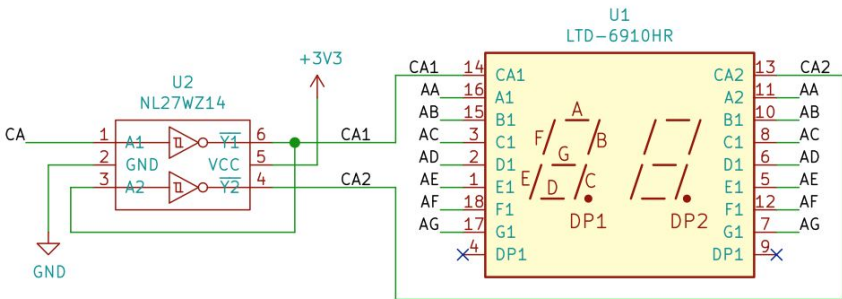 U1
LTD-6910HR
+3V3
U2
NL27WZ14
CA 1 A1 Y1 6 CA1
2 GND VCC 5
3 A2 Y2 4 CA2
GND
CA1 14 CA1 CA2 13 CA2
AA 16 A1 A2 11 AA
AB 15 B1 B1 10 AB
AC 3 C1 C1 8 AC
AD 2 D1 D1 6 AD
AE 1 E1 E1 5 AE
AF 18 F1 F1 12 AF
AG 17 G1 G1 7 AG
4 DP1 DP1 9
A
F B
G
E C
D
DP1 DP2